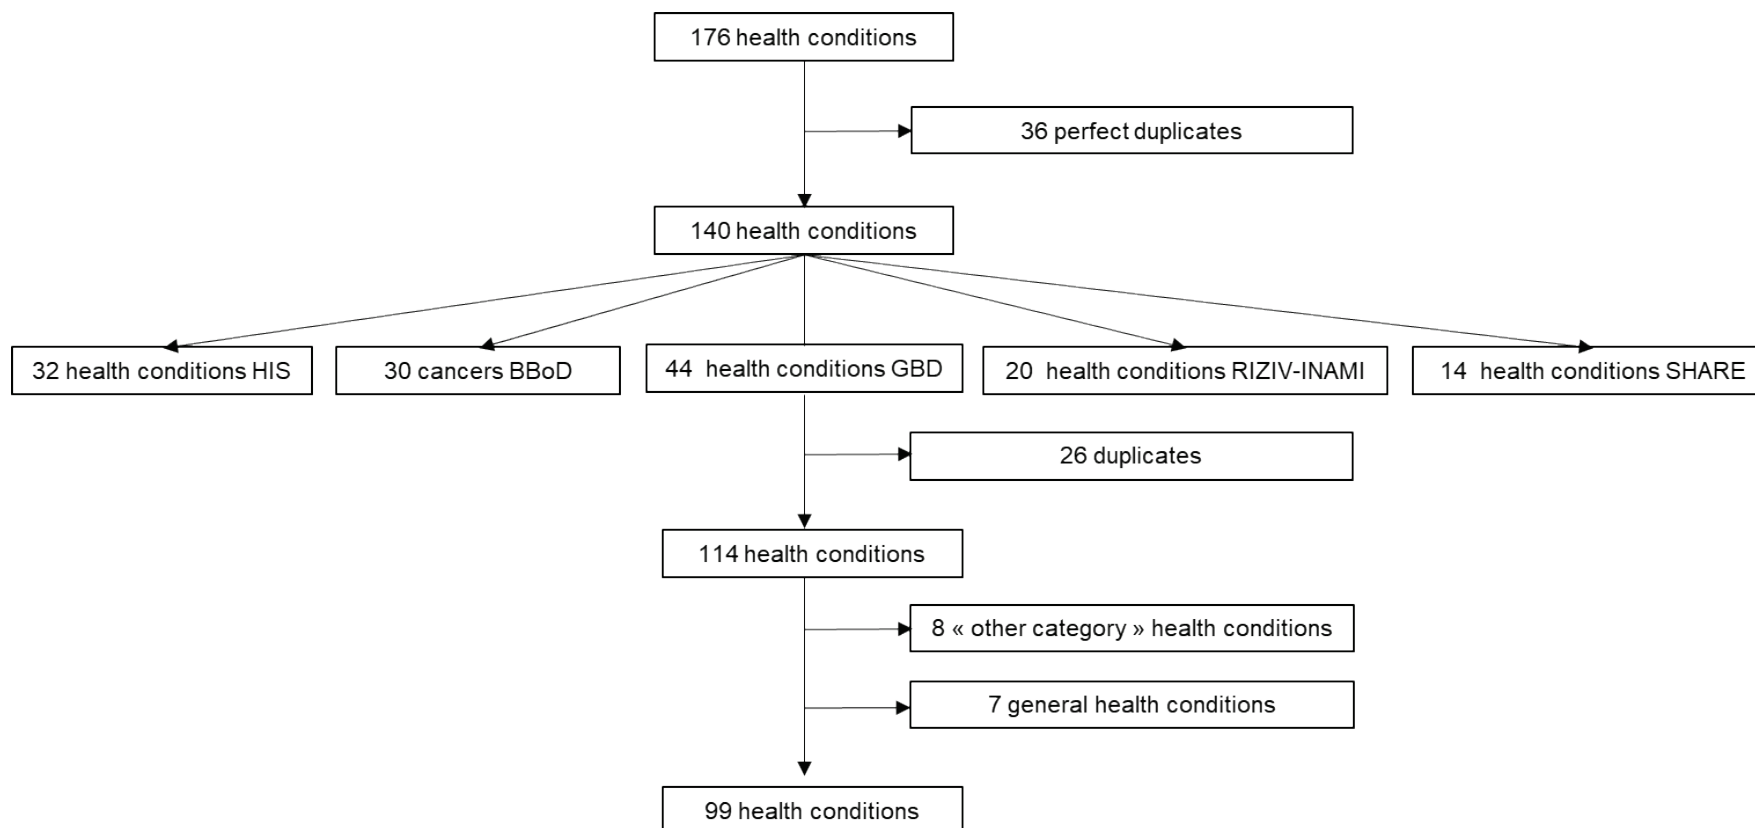 176 health conditions
36 perfect duplicates
140 health conditions
32 health conditions HIS
30 cancers BBoD
44 health conditions GBD
20 health conditions RIZIV-INAMI
14 health conditions SHARE
26 duplicates
114 health conditions
8 « other category » health conditions
7 general health conditions
99 health conditions